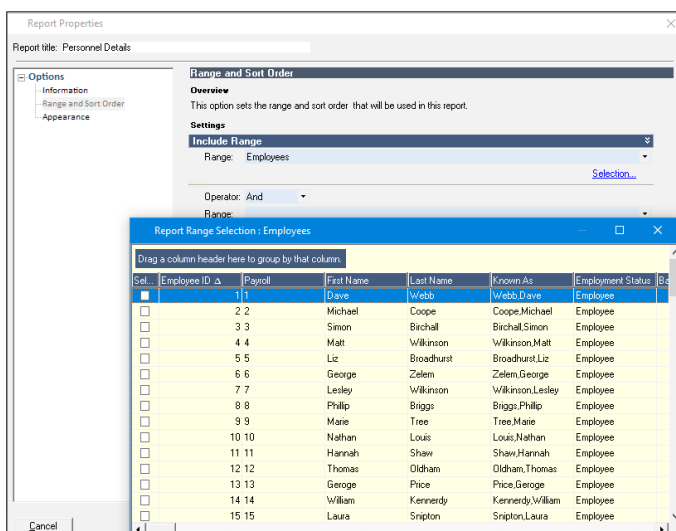 Report Properties
Report title: Personnel Details
Options
Information
Range and Sort Order
Appearance
Range and Sort Order
Overview
This option sets the range and sort order that will be used in this report.
Settings
Include Range
Range: Employees
Selection...
Operator: And
Range:
Report Range Selection : Employees
Drag a column header here to group by that column.
Sel... Employee ID Payroll First Name Last Name Known As Employment Status Ba
1 1 Dave Webb Webb,Dave Employee
2 2 Michael Coope Coope,Michael Employee
3 3 Simon Birchall Birchall,Simon Employee
4 4 Matt Wilkinson Wilkinson,Matt Employee
5 5 Liz Broadhurst Broadhurst,Liz Employee
6 6 George Zelem Zelem,George Employee
7 7 Lesley Wilkinson Wilkinson,Lesley Employee
8 8 Phillip Briggs Briggs,Phillip Employee
9 9 Marie Tree Tree,Marie Employee
10 10 Nathan Louis Louis,Nathan Employee
11 11 Hannah Shaw Shaw,Hannah Employee
12 12 Thomas Oldham Oldham,Thomas Employee
13 13 Geroge Price Price,Geroge Employee
14 14 William Kennerdy Kennerdy,William Employee
15 15 Laura Snipton Snipton,Laura Employee
Cancel